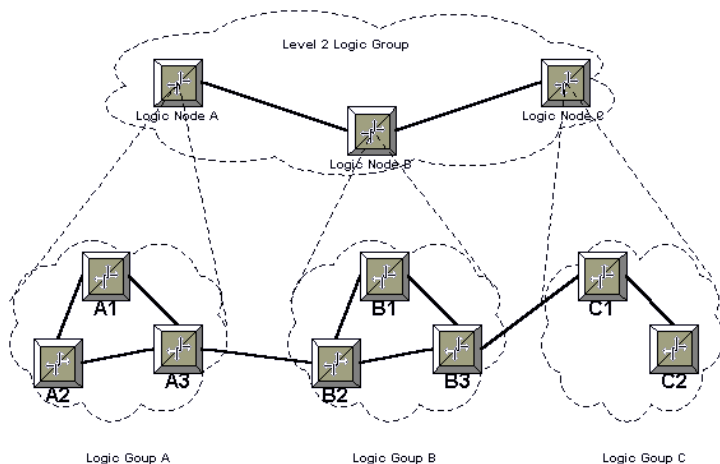 Level 2 Logic Group
Logic Node A
Logic Node C
Logic Node B
A1
B1
C1
A2
A3
B2
B3
C2
Logic Goup A
Logic Goup B
Logic Goup C